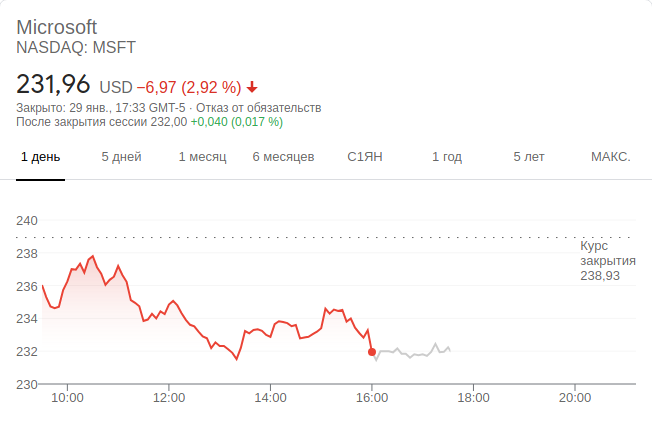 Microsoft
NASDAQ: MSFT
231,96 USD −6,97 (2,92 %)
Закрыто: 29 янв., 17:33 GMT-5 · Отказ от обязательств
После закрытия сессии 232,00 +0,040 (0,017 %)
1 день 5 дней 1 месяц 6 месяцев С1ЯН 1 год 5 лет МАКС.
240
238
236
234
232
230
Курс
закрытия
238,93
10:00 12:00 14:00 16:00 18:00 20:00